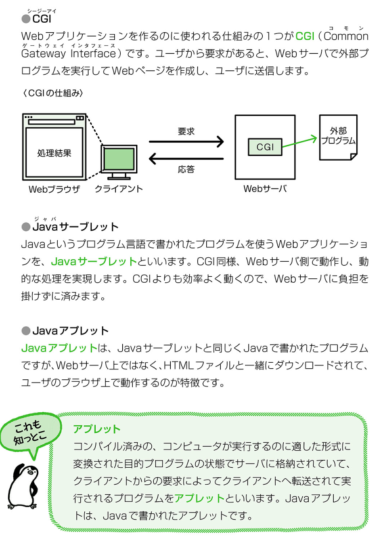 シージーアイ
●CGI
コモン
Webアプリケーションを作るのに使われる仕組みの1つがCGI(Common
ゲートウェイ インタフェース
Gateway Interface)です。ユーザから要求があると、Webサーバで外部プ
ログラムを実行してWebページを作成し、ユーザに送信します。
〈CGIの仕組み〉
処理結果
要求
応答
CGI
外部
プログラム
Webブラウザ
クライアント
Webサーバ
ジャバ
●Javaサーブレット
Javaというプログラム言語で書かれたプログラムを使うWebアプリケーショ
ンを、Javaサーブレットといいます。CGI同様、Webサーバ側で動作し、動
的な処理を実現します。CGIよりも効率よく動くので、Webサーバに負担を
掛けずに済みます。
●Javaアプレット
Javaアプレットは、Javaサーブレットと同じくJavaで書かれたプログラム
ですが、Webサーバ上ではなく、HTMLファイルと一緒にダウンロードされて、
ユーザのブラウザ上で動作するのが特徴です。
これも
知っとこ
アプレット
コンパイル済みの、コンピュータが実行するのに適した形式に
変換された目的プログラムの状態でサーバに格納されていて、
クライアントからの要求によってクライアントへ転送されて実
行されるプログラムをアプレットといいます。Javaアプレッ
トは、Javaで書かれたアプレットです。